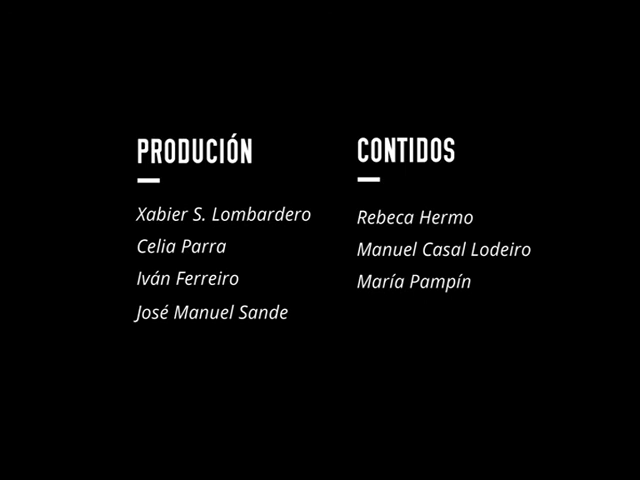 PRODUCIÓN
Xabier S. Lombardero
Celia Parra
Iván Ferreiro
José Manuel Sande
CONTIDOS
Rebeca Hermo
Manuel Casal Lodeiro
María Pampín